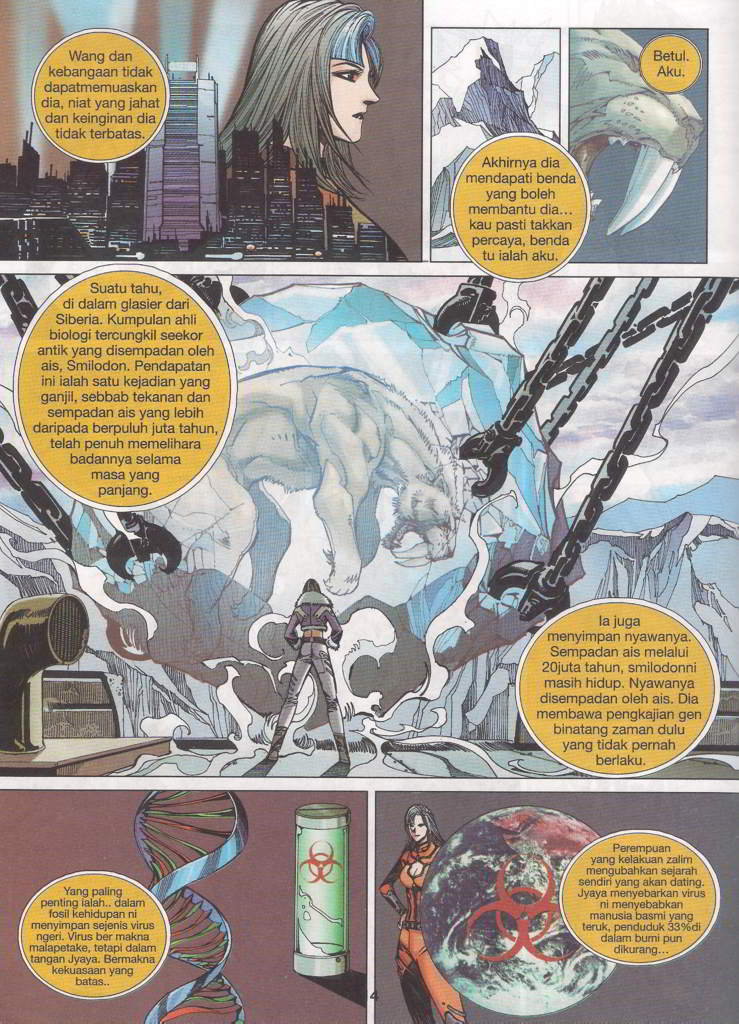 Wang dan
kebangaan tidak
dapatmemuaskan
dia, niat yang jahat
dan keinginan dia
tidak terbatas.
Akhirnya dia
mendapati benda
yang boleh
membantu dia...
kau pasti takkan
percaya, benda
tu ialah aku.
Betul.
Aku.
Suatu tahu,
di dalam glasier dari
Siberia. Kumpulan ahli
biologi tercungkil seekor
antik yang disempadan oleh
ais, Smilodon. Pendapatan
ini ialah satu kejadian yang
ganjil, sebbab tekanan dan
sempadan ais yang lebih
daripada berpuluh juta tahun,
telah penuh memelihara
badannya selama
masa yang
panjang.
Ia juga
menyimpan nyawanya.
Sempadan ais melalui
20juta tahun, smilodonni
masih hidup. Nyawanya
disempadan oleh ais. Dia
membawa pengkajian gen
binatang zaman dulu
yang tidak pernah
berlaku.
Yang paling
penting ialah.. dalam
fosil kehidupan ni
menyimpan sejenis virus
ngeri. Virus ber makna
malapetake, tetapi dalam
tangan Jyaya. Bermakna
kekuasaan yang
batas..
Perempuan
yang kelakuan zalim
mengubahkan sejarah
sendiri yang akan dating.
Jyaya menyebarkan virus
ni menyebabkan
manusia basmi yang
teruk, penduduk 33%di
dalam bumi pun
dikurang...
4